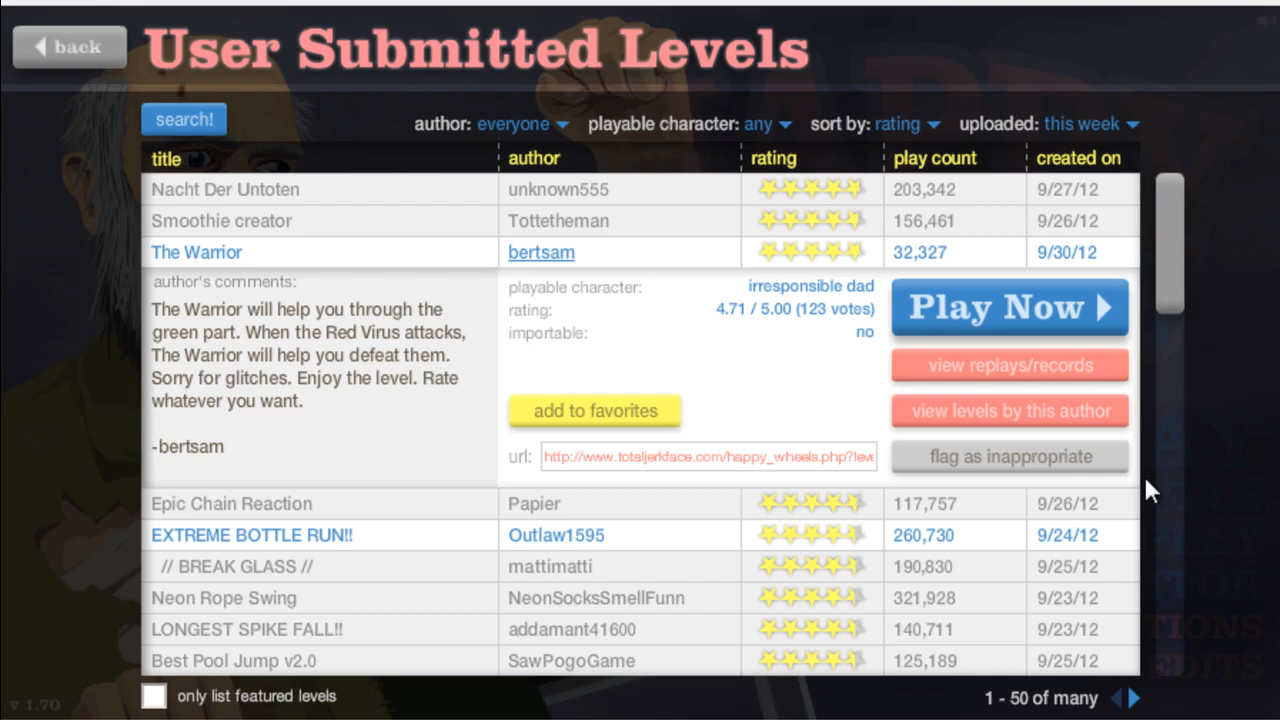 back
User Submitted Levels
search!
author: everyone
playable character: any
sort by: rating
uploaded: this week
title author rating play count created on
Nacht Der Untoten unknown555 203,342 9/27/12
Smoothie creator Tottetheman 156,461 9/26/12
The Warrior bertsam 32,327 9/30/12
author's comments:
The Warrior will help you through the
green part. When the Red Virus attacks,
The Warrior will help you defeat them.
Sorry for glitches. Enjoy the level. Rate
whatever you want.
-bertsam
playable character: irresponsible dad
rating: 4.71 / 5.00 (123 votes)
importable: no
add to favorites
url: http://www.totaljerkface.com/happy_wheels.php?leve
Play Now
view replays/records
view levels by this author
flag as inappropriate
Epic Chain Reaction Papier 117,757 9/26/12
EXTREME BOTTLE RUN!! Outlaw1595 260,730 9/24/12
// BREAK GLASS // mattimatti 190,830 9/25/12
Neon Rope Swing NeonSocksSmellFunn 321,928 9/23/12
LONGEST SPIKE FALL!! addamant41600 140,711 9/23/12
Best Pool Jump v2.0 SawPogoGame 125,189 9/25/12
only list featured levels
1 - 50 of many
v 1.70